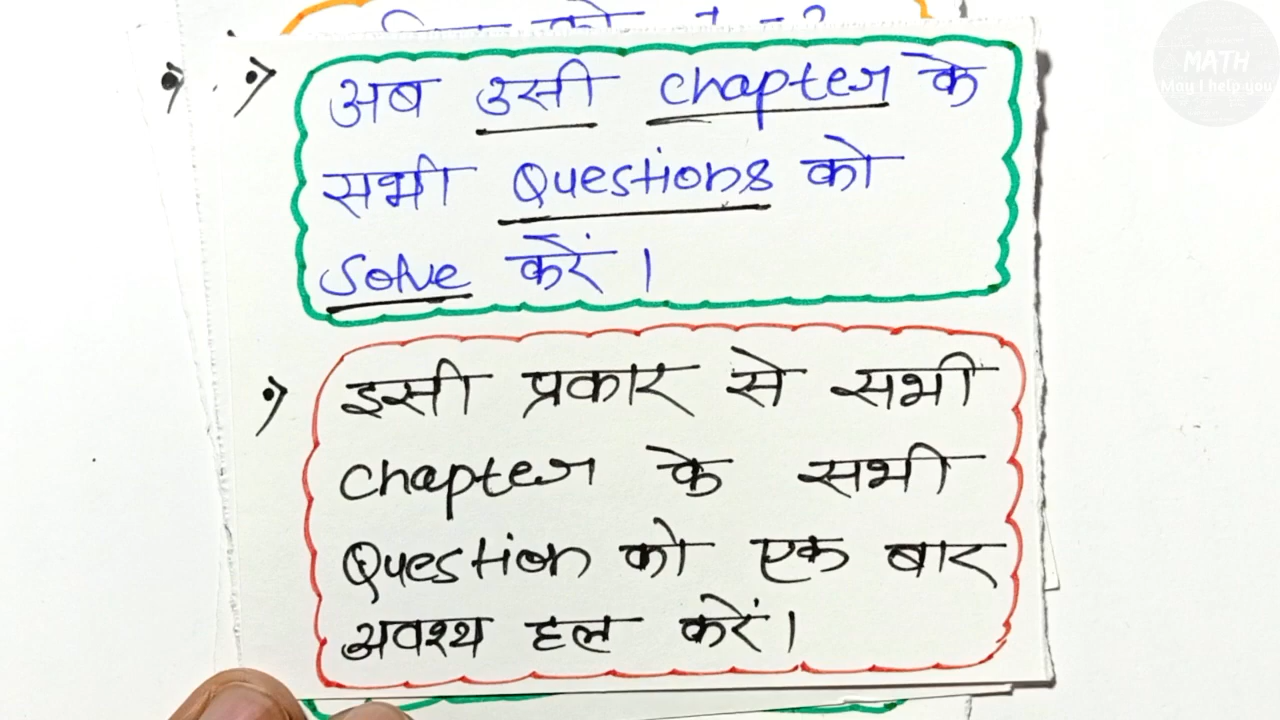 अब उसी chapter के
सभी Questions को
Solve करें ।
इसी प्रकार से सभी
chapter के सभी
Question को एक बार
अवश्य हल करें ।
MATH
May I help you